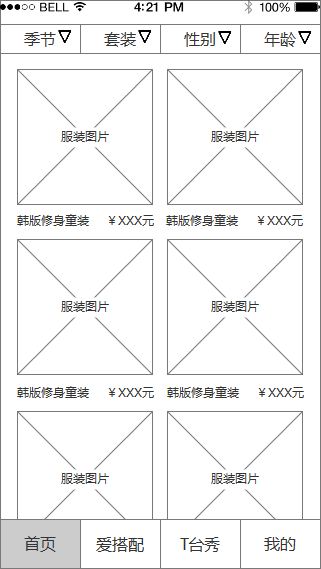 BELL 4:21 PM 100%
季节 套装 性别 年龄
服装图片 服装图片
韩版修身童装 ￥XXX元 韩版修身童装 ￥XXX元
服装图片 服装图片
韩版修身童装 ￥XXX元 韩版修身童装 ￥XXX元
服装图片 服装图片
首页 爱搭配 T台秀 我的